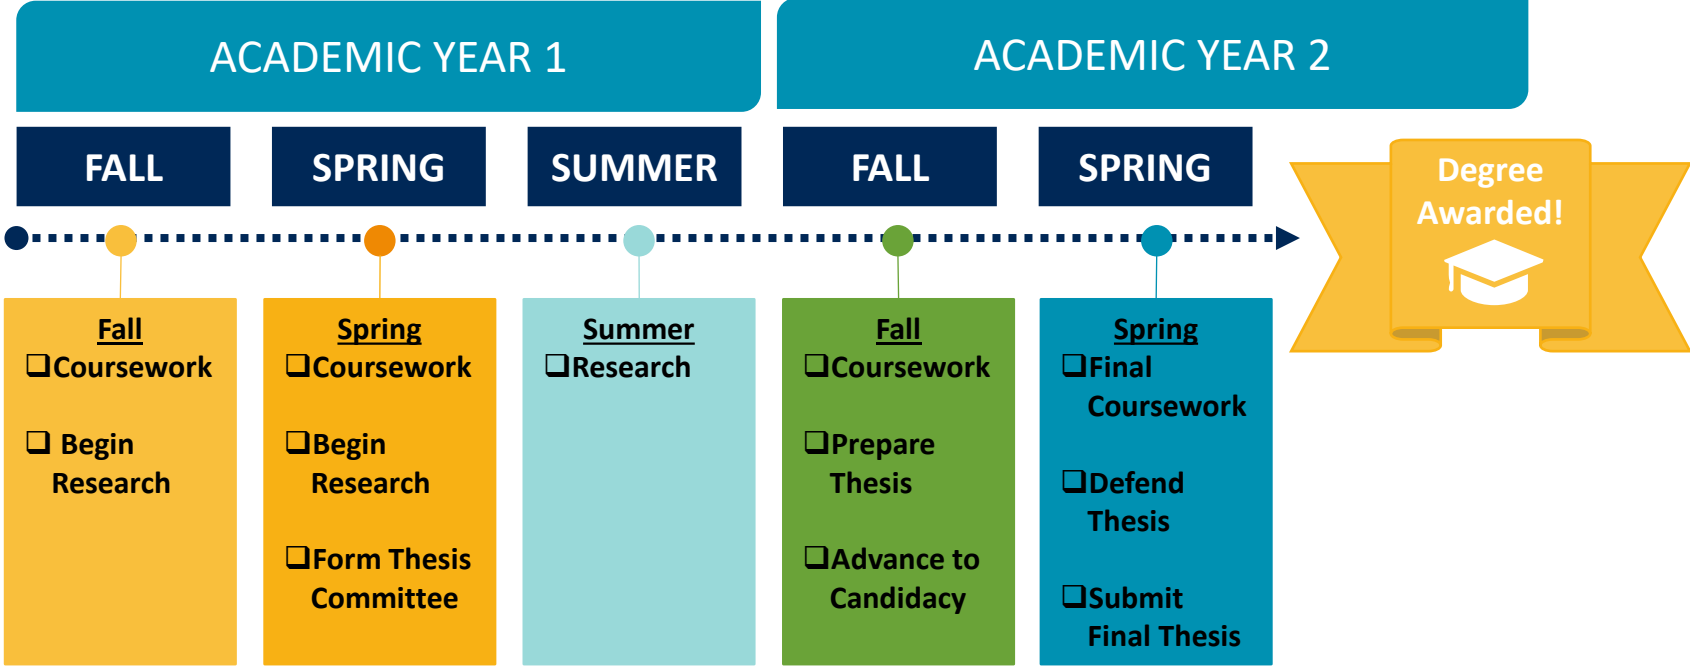 ACADEMIC YEAR 1
ACADEMIC YEAR 2
FALL
SPRING
SUMMER
FALL
SPRING
Degree
Awarded!
Fall
❑Coursework
❑ Begin
Research
Spring
❑Coursework
❑Begin
Research
❑Form Thesis
Committee
Summer
❑Research
Fall
❑Coursework
❑Prepare
Thesis
❑Advance to
Candidacy
Spring
❑Final
Coursework
❑Defend
Thesis
❑Submit
Final Thesis